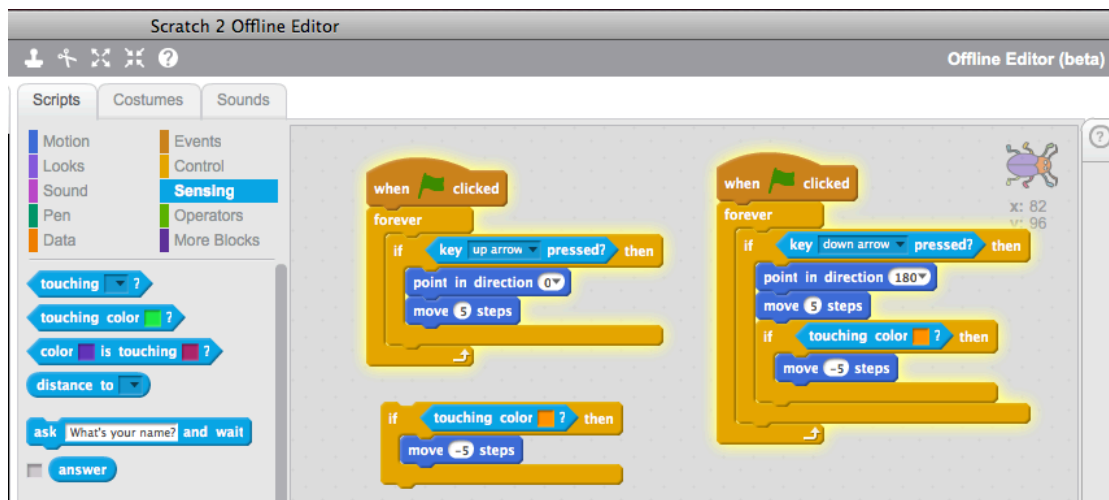 Scratch 2 Offline Editor
Offline Editor (beta)
Scripts Costumes Sounds
Motion Events
Looks Control
Sound Sensing
Pen Operators
Data More Blocks
touching ?
touching color ?
color is touching ?
distance to
ask What's your name? and wait
answer
when clicked
forever
if key up arrow pressed? then
point in direction 0
move 5 steps
if touching color ? then
move -5 steps
when clicked
forever
if key down arrow pressed? then
point in direction 180
move 5 steps
if touching color ? then
move -5 steps
x: 82
y: 96
?